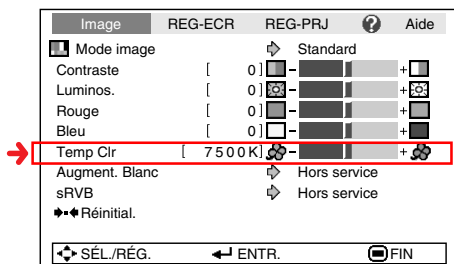 Image REG-ECR REG-PRJ ? Aide
Mode image Standard
Contraste [ 0] - +
Luminos. [ 0] - +
Rouge [ 0] - +
Bleu [ 0] - +
Temp Clr [ 7500K] - +
Augment. Blanc Hors service
sRVB Hors service
Réinitial.
SÉL./RÉG. ENTR. FIN